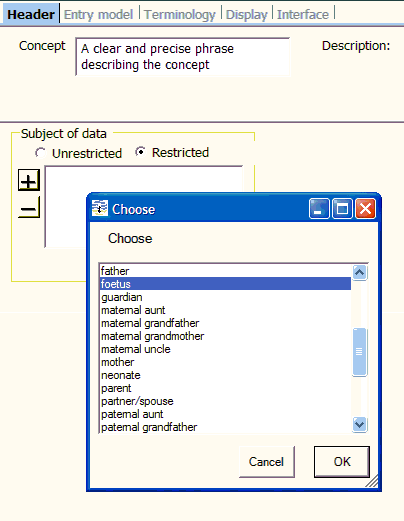 Header Entry model Terminology Display Interface
Concept A clear and precise phrase describing the concept Description:
Subject of data
Unrestricted Restricted
Choose
Choose
father
foetus
guardian
maternal aunt
maternal grandfather
maternal grandmother
maternal uncle
mother
neonate
parent
partner/spouse
paternal aunt
paternal grandfather
Cancel OK